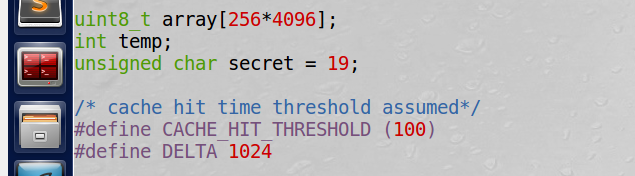 uint8_t array[256*4096];
int temp;
unsigned char secret = 19;
/* cache hit time threshold assumed*/
#define CACHE_HIT_THRESHOLD (100)
#define DELTA 1024